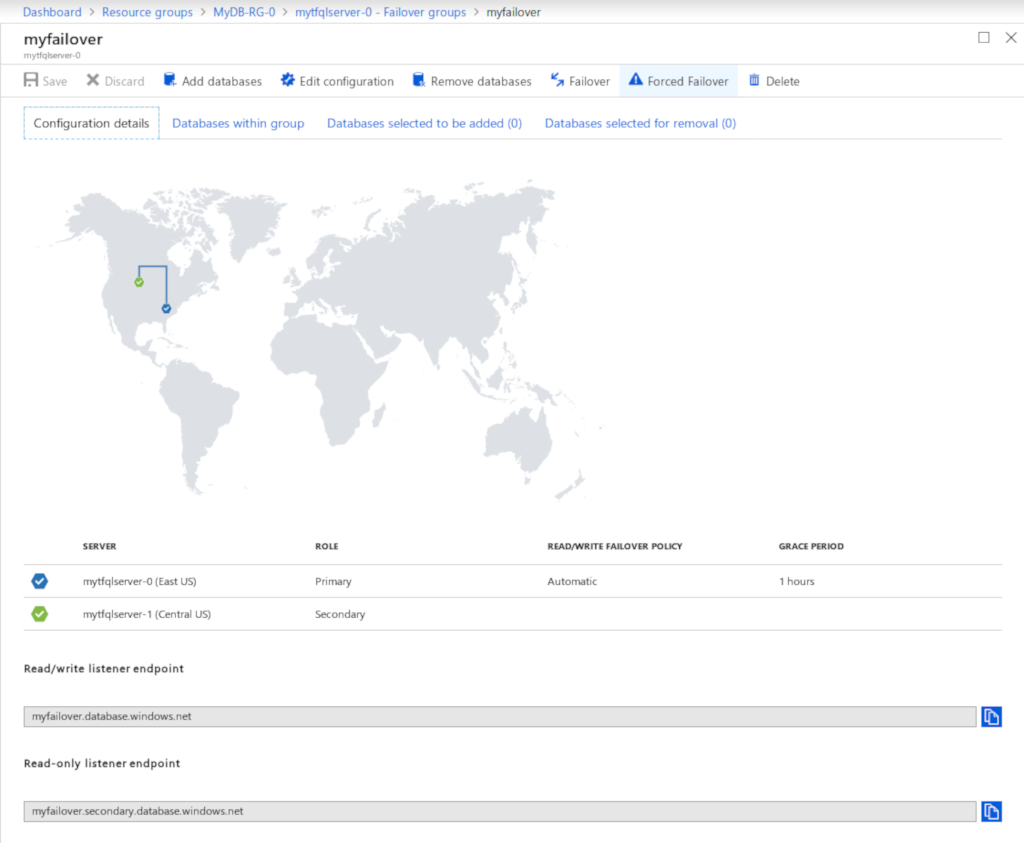 Dashboard > Resource groups > MyDB-RG-0 > mytfqlserver-0 - Failover groups > myfailover
myfailover
mytfqlserver-0
Save Discard Add databases Edit configuration Remove databases Failover Forced Failover Delete
Configuration details Databases within group Databases selected to be added (0) Databases selected for removal (0)
SERVER ROLE READ/WRITE FAILOVER POLICY GRACE PERIOD
mytfqlserver-0 (East US) Primary Automatic 1 hours
mytfqlserver-1 (Central US) Secondary
Read/write listener endpoint
myfailover.database.windows.net
Read-only listener endpoint
myfailover.secondary.database.windows.net